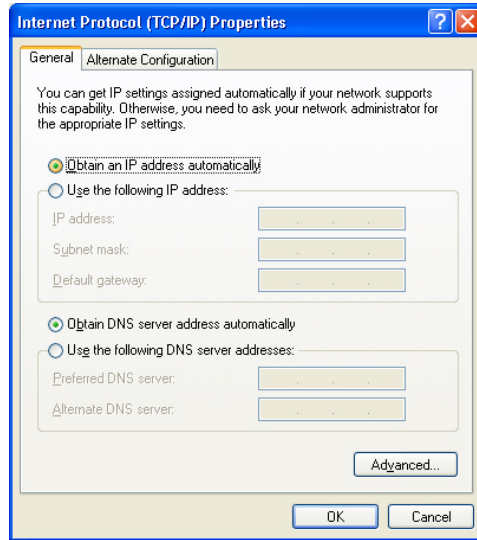 Internet Protocol (TCP/IP) Properties
General Alternate Configuration
You can get IP settings assigned automatically if your network supports
this capability. Otherwise, you need to ask your network administrator for
the appropriate IP settings.
Obtain an IP address automatically
Use the following IP address:
IP address:
Subnet mask:
Default gateway:
Obtain DNS server address automatically
Use the following DNS server addresses:
Preferred DNS server:
Alternate DNS server:
Advanced...
OK Cancel